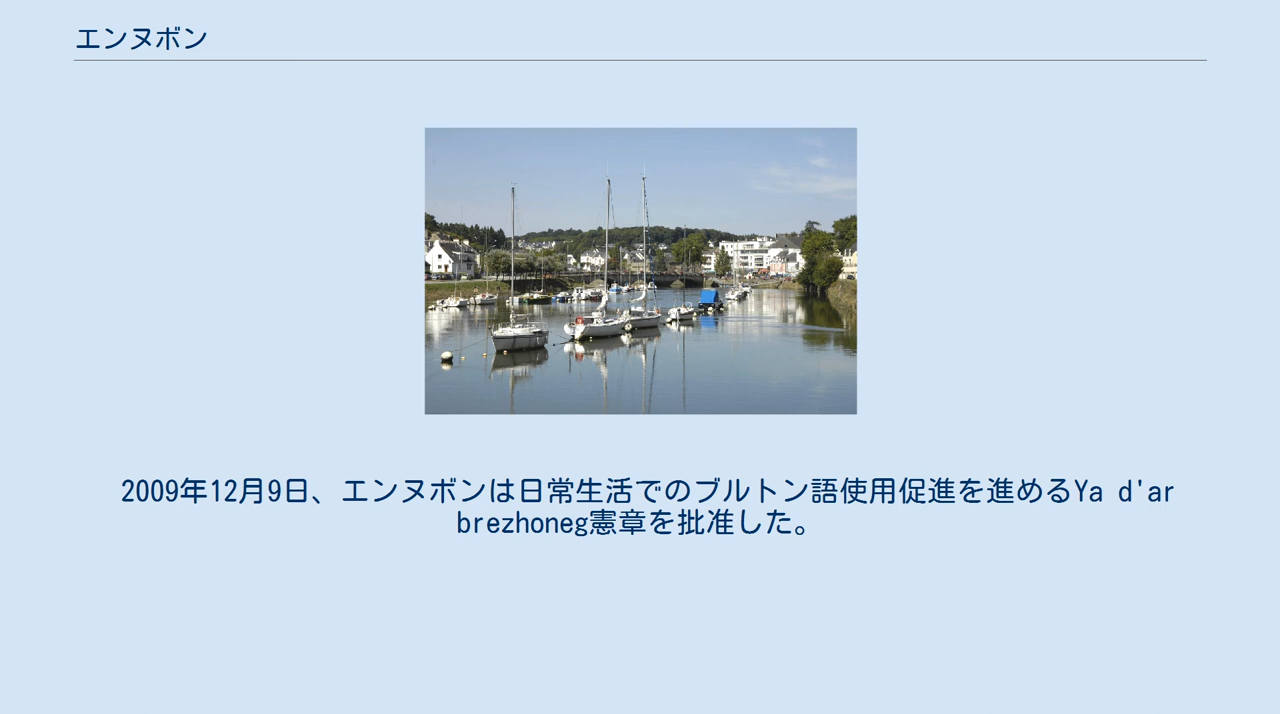 エンヌボン
2009年12月9日、エンヌボンは日常生活でのブルトン語使用促進を進めるYa d'ar
brezhoneg憲章を批准した。